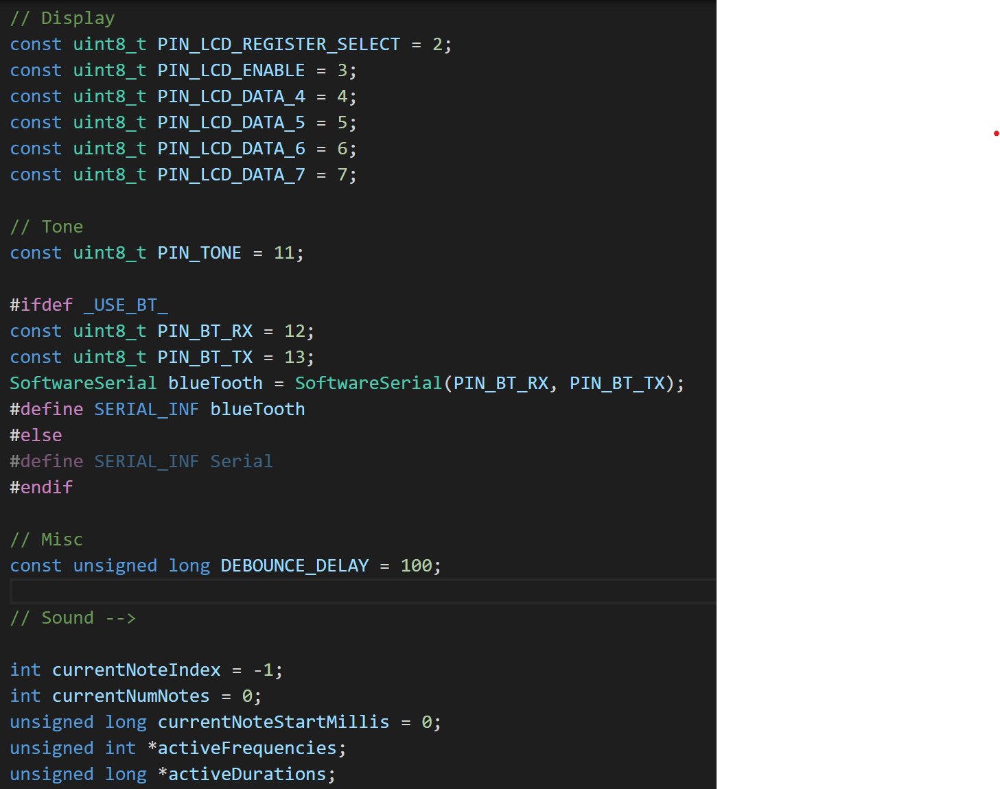 // Display
const uint8_t PIN_LCD_REGISTER_SELECT = 2;
const uint8_t PIN_LCD_ENABLE = 3;
const uint8_t PIN_LCD_DATA_4 = 4;
const uint8_t PIN_LCD_DATA_5 = 5;
const uint8_t PIN_LCD_DATA_6 = 6;
const uint8_t PIN_LCD_DATA_7 = 7;

// Tone
const uint8_t PIN_TONE = 11;

#ifdef _USE_BT_
const uint8_t PIN_BT_RX = 12;
const uint8_t PIN_BT_TX = 13;
SoftwareSerial blueTooth = SoftwareSerial(PIN_BT_RX, PIN_BT_TX);
#define SERIAL_INF blueTooth
#else
#define SERIAL_INF Serial
#endif

// Misc
const unsigned long DEBOUNCE_DELAY = 100;

// Sound -->

int currentNoteIndex = -1;
int currentNumNotes = 0;
unsigned long currentNoteStartMillis = 0;
unsigned int *activeFrequencies;
unsigned long *activeDurations;